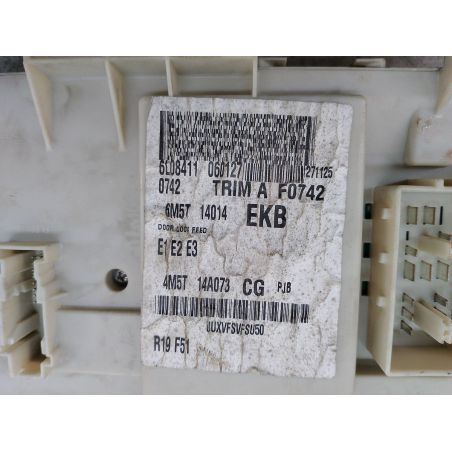 5LD8411 060127 271125
0742 TRIM A F0742
6M5T 14014 EKB
DOOR LOCK FEED
E1 E2 E3
4M5T 14A073 CG PJB
R19 F51